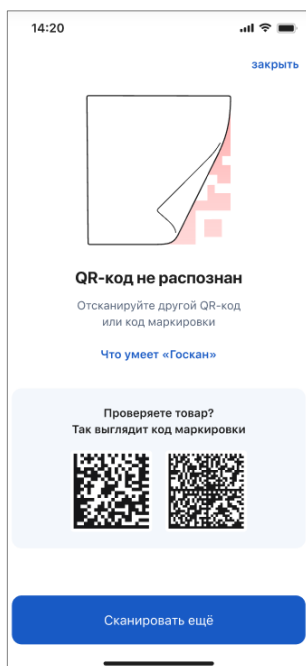 14:20
закрыть
QR-код не распознан
Отсканируйте другой QR-код
или код маркировки
Что умеет «Госкан»
Проверяете товар?
Так выглядит код маркировки
Сканировать ещё